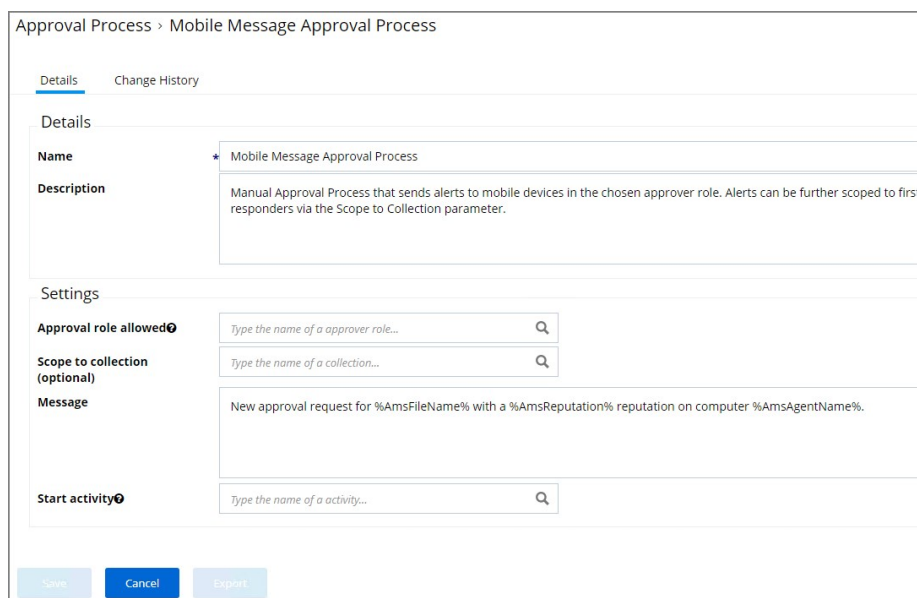 Approval Process › Mobile Message Approval Process
Details
Change History
Details
Name
* Mobile Message Approval Process
Description
Manual Approval Process that sends alerts to mobile devices in the chosen approver role. Alerts can be further scoped to firs
responders via the Scope to Collection parameter.
Settings
Approval role allowed
Type the name of a approver role...
Scope to collection
(optional)
Type the name of a collection...
Message
New approval request for %AmsFileName% with a %AmsReputation% reputation on computer %AmsAgentName%.
Start activity
Type the name of a activity...
Save
Cancel
Export